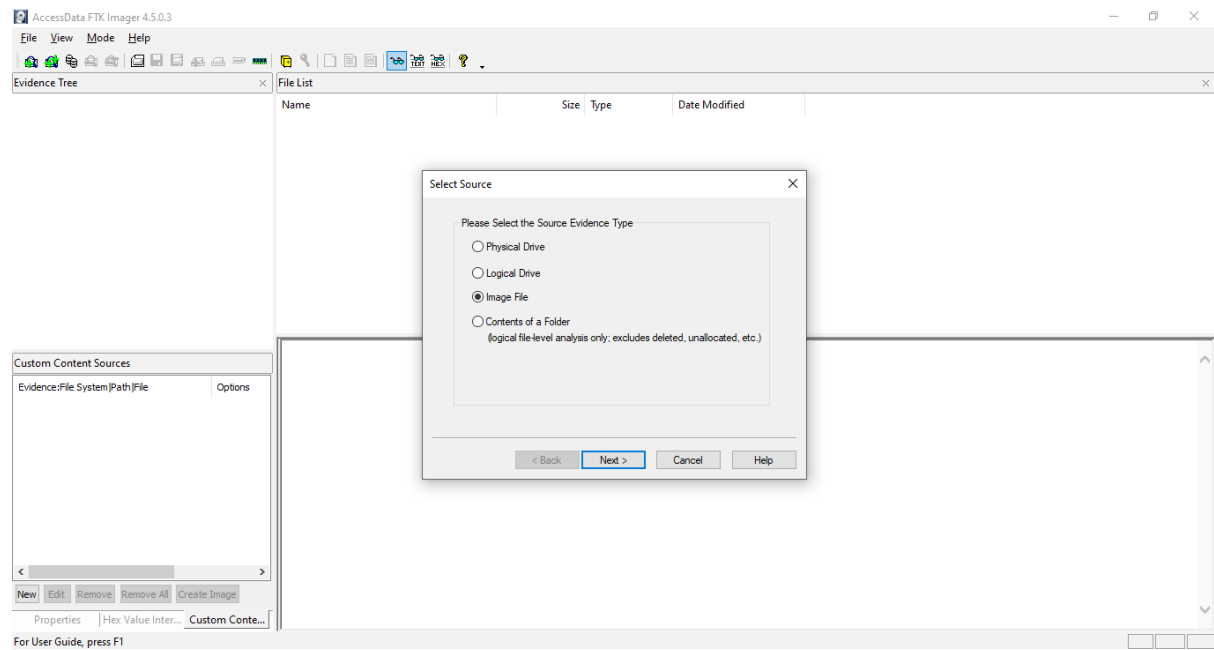 AccessData FTK Imager 4.5.0.3
File View Mode Help
TEXT HEX
Evidence Tree
File List
Name Size Type Date Modified
Select Source
Please Select the Source Evidence Type
Physical Drive
Logical Drive
Image File
Contents of a Folder
(logical file-level analysis only; excludes deleted, unallocated, etc.)
< Back Next > Cancel Help
Custom Content Sources
Evidence:File System|Path|File Options
New Edit Remove Remove All Create Image
Properties Hex Value Inter... Custom Conte...
For User Guide, press F1